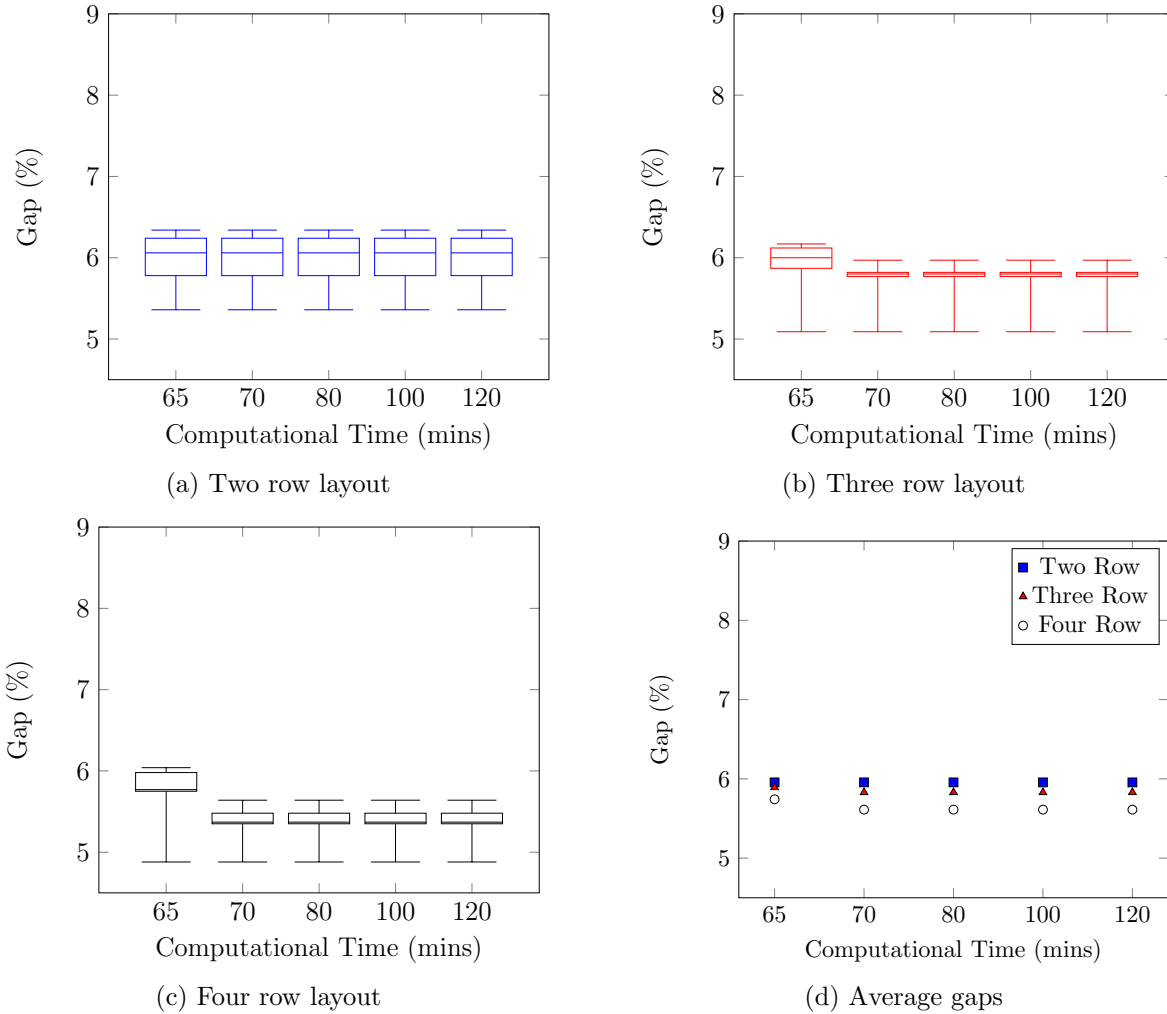 9
8
7
6
5
Gap (%)
65 70 80 100 120
Computational Time (mins)
(a) Two row layout
9
8
7
6
5
Gap (%)
65 70 80 100 120
Computational Time (mins)
(b) Three row layout
9
8
7
6
5
Gap (%)
65 70 80 100 120
Computational Time (mins)
(c) Four row layout
9
8
7
6
5
Gap (%)
Two Row
Three Row
Four Row
65 70 80 100 120
Computational Time (mins)
(d) Average gaps